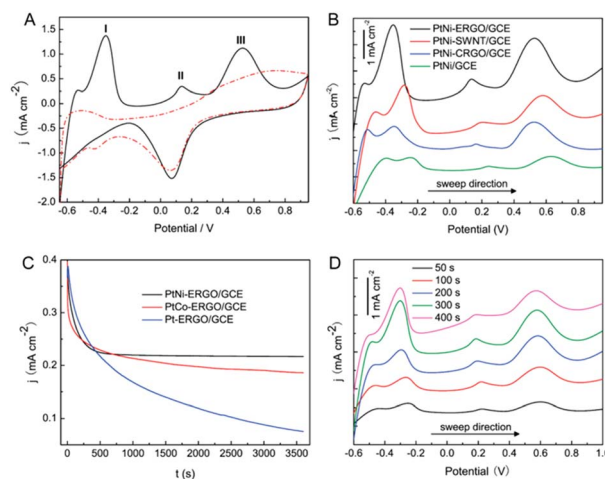 A
I
II
III
j (mA cm-2)
1.5
1.0
0.5
0.0
-0.5
-1.0
-1.5
-2.0
-0.6 -0.4 -0.2 0.0 0.2 0.4 0.6 0.8
Potential / V
B
1 mA cm-2
PtNi-ERGO/GCE
PtNi-SWNT/GCE
PtNi-CRGO/GCE
PtNi/GCE
j (mA cm-2)
sweep direction
-0.6 -0.4 -0.2 0.0 0.2 0.4 0.6 0.8
Potential (V)
C
PtNi-ERGO/GCE
PtCo-ERGO/GCE
Pt-ERGO/GCE
j (mA cm-2)
0.4
0.3
0.2
0.1
0 500 1000 1500 2000 2500 3000 3500
t (s)
D
1 mA cm-2
50 s
100 s
200 s
300 s
400 s
j (mA cm-2)
sweep direction
-0.6 -0.4 -0.2 0.0 0.2 0.4 0.6 0.8 1.0
Potential (V)